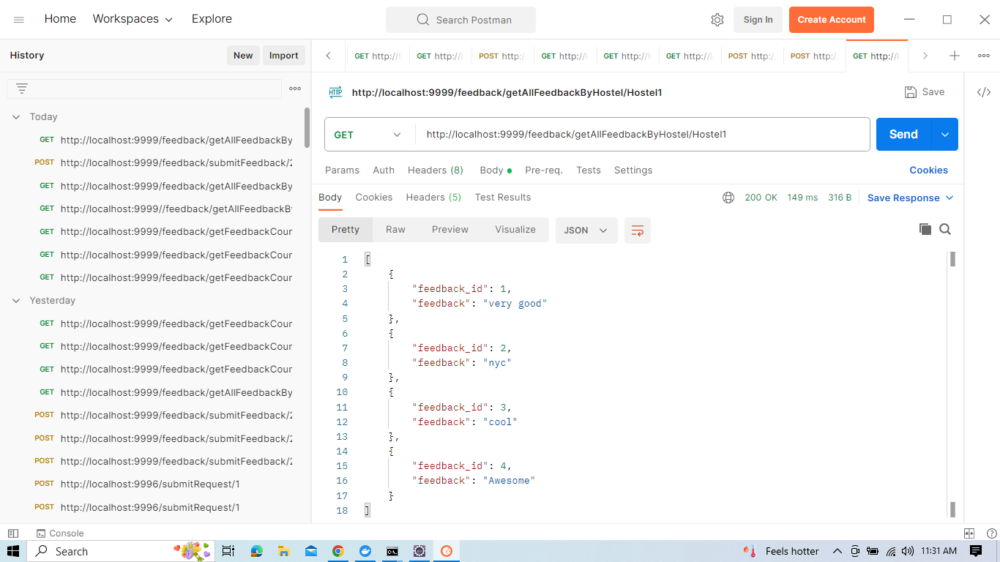 Home Workspaces Explore Search Postman Sign In Create Account
History New Import
GET http:// GET http:// POST http:/ GET http:// GET http:// GET http:// POST http:/ POST http:/ GET http://
HTTP http://localhost:9999/feedback/getAllFeedbackByHostel/Hostel1 Save
Today
GET http://localhost:9999/feedback/getAllFeedbackBy
POST http://localhost:9999/feedback/submitFeedback/2
GET http://localhost:9999/feedback/getAllFeedbackBy
GET http://localhost:9999//feedback/getAllFeedbackB
GET http://localhost:9999/feedback/getFeedbackCour
GET http://localhost:9999/feedback/getFeedbackCour
GET http://localhost:9999/feedback/getFeedbackCour
Yesterday
GET http://localhost:9999/feedback/getFeedbackCour
GET http://localhost:9999/feedback/getFeedbackCour
GET http://localhost:9999/feedback/getFeedbackCour
GET http://localhost:9999/feedback/getAllFeedbackBy
POST http://localhost:9999/feedback/submitFeedback/2
POST http://localhost:9999/feedback/submitFeedback/2
POST http://localhost:9999/feedback/submitFeedback/2
POST http://localhost:9996/submitRequest/1
POST http://localhost:9996/submitRequest/1
GET http://localhost:9999/feedback/getAllFeedbackByHostel/Hostel1 Send
Params Auth Headers (8) Body Pre-req. Tests Settings Cookies
Body Cookies Headers (5) Test Results 200 OK 149 ms 316 B Save Response
Pretty Raw Preview Visualize JSON
1 [
2 {
3 "feedback_id": 1,
4 "feedback": "very good"
5 },
6 {
7 "feedback_id": 2,
8 "feedback": "nyc"
9 },
10 {
11 "feedback_id": 3,
12 "feedback": "cool"
13 },
14 {
15 "feedback_id": 4,
16 "feedback": "Awesome"
17 }
18 ]
Console
Search Feels hotter 11:31 AM